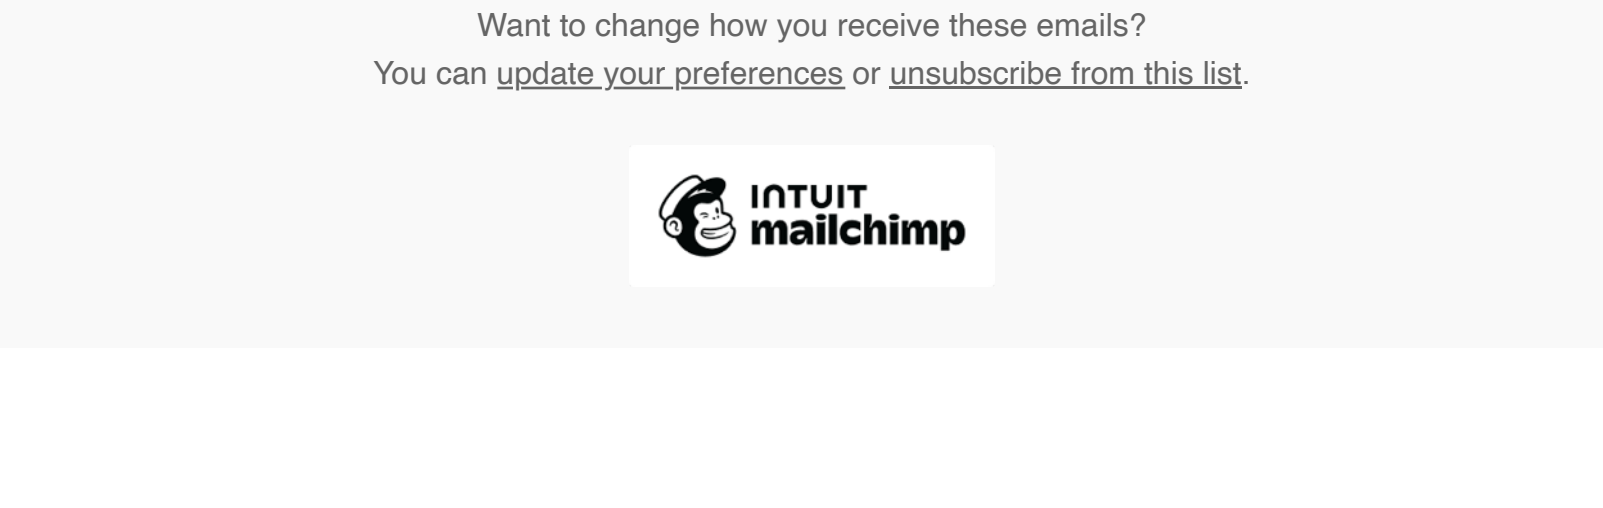 Want to change how you receive these emails?
You can update your preferences or unsubscribe from this list.
INTUIT
mailchimp